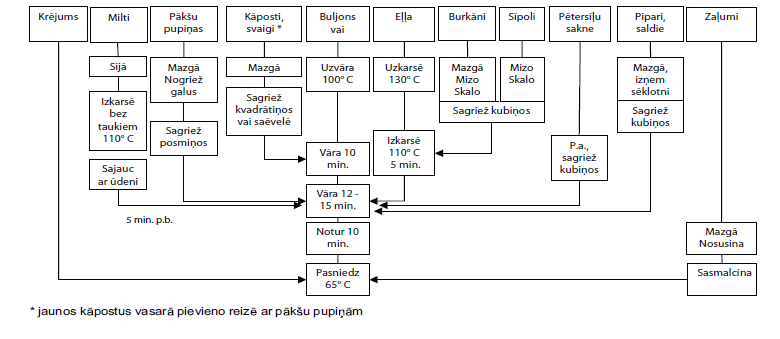 Krējums
Milti
Pākšu
pupiņas
Kāposti,
svaigi *
Buljons
vai
Eļļa
Burkāni
Sīpoli
Pētersīļu
sakne
Pipari,
saldie
Zaļumi
Sijā
Mazgā
Nogriež
galus
Mazgā
Uzvāra
100° C
Uzkarsē
130° C
Mazgā
Mizo
Skalo
Mizo
Skalo
Mazgā,
izņem
sēklotni
Izkarsē
bez
taukiem
110° C
Sagriež
kvadrātiņos
vai saēvelē
Sagriež kubiņos
Sagriež
kubiņos
Sagriež
posmiņos
Izkarsē
110° C
5 min.
P.a.,
sagriež
kubiņos
Vāra 10
min.
Sajauc
ar ūdeni
Vāra 12 -
15 min.
5 min. p.b.
Notur 10
min.
Mazgā
Nosusina
Pasniedz
65° C
Sasmalcina
* jaunos kāpostus vasarā pievieno reizē ar pākšu pupiņām